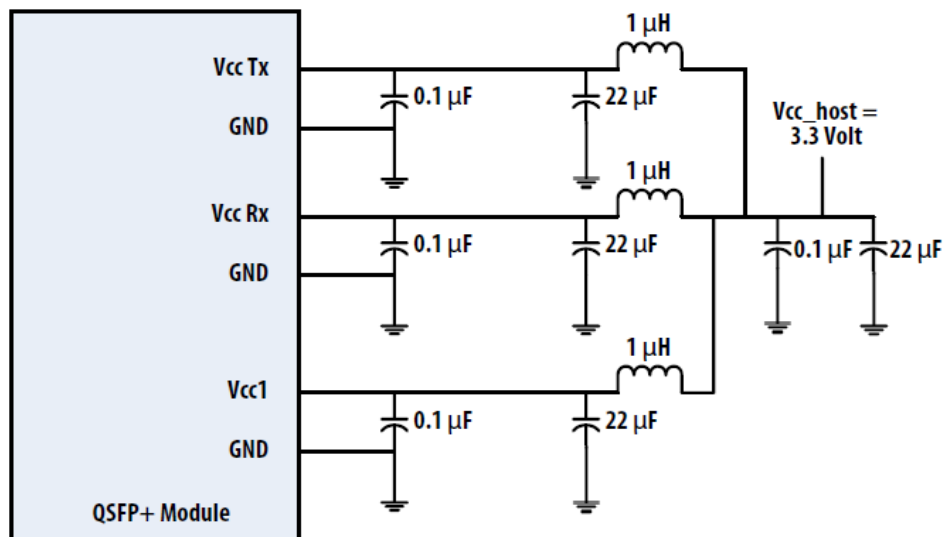 1 µH
Vcc Tx
0.1 µF
22 µF
Vcc_host =
3.3 Volt
GND
1 µH
Vcc Rx
0.1 µF
22 µF
0.1 µF
22 µF
GND
1 µH
Vcc1
0.1 µF
22 µF
GND
QSFP+ Module